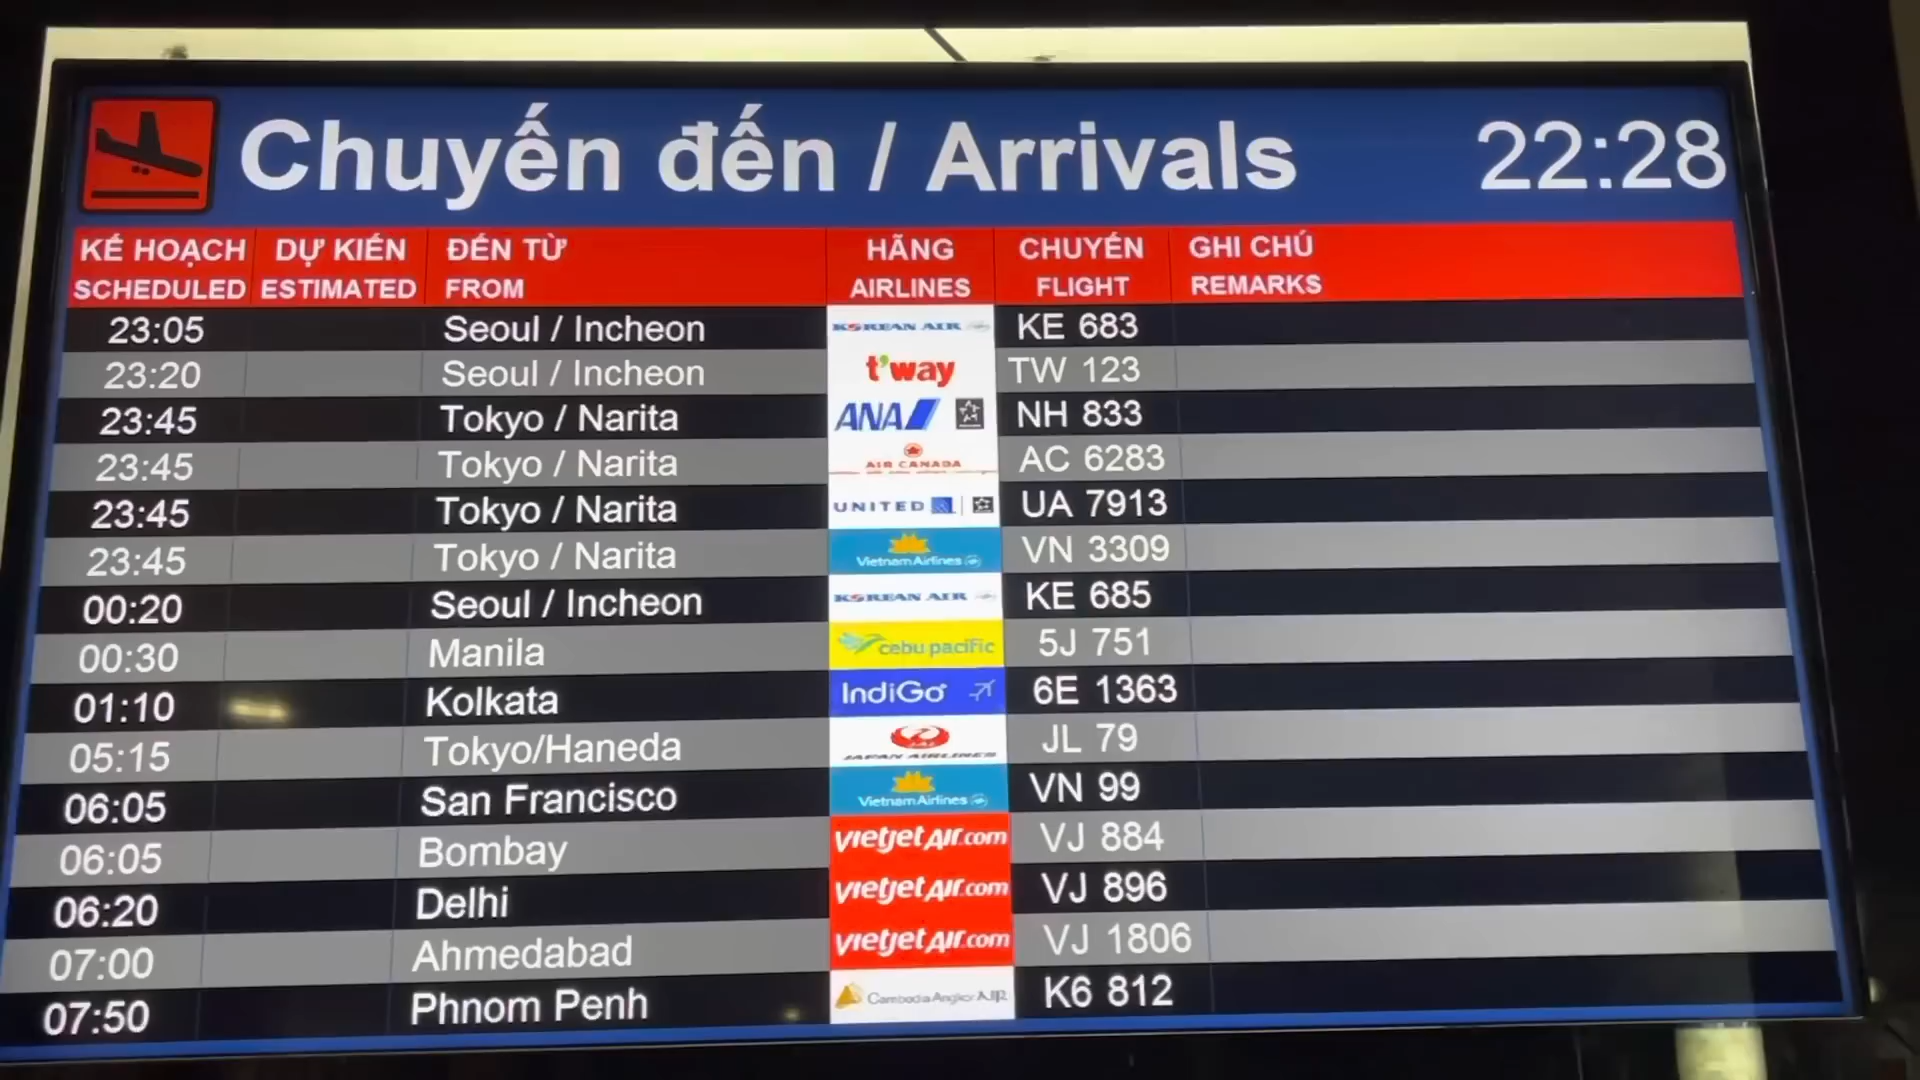 Chuyến đến / Arrivals 22:28
KẾ HOẠCH DỰ KIẾN ĐẾN TỪ HÃNG CHUYẾN GHI CHÚ
SCHEDULED ESTIMATED FROM AIRLINES FLIGHT REMARKS
23:05 Seoul / Incheon KOREAN AIR KE 683
23:20 Seoul / Incheon t'way TW 123
23:45 Tokyo / Narita ANA NH 833
23:45 Tokyo / Narita AIR CANADA AC 6283
23:45 Tokyo / Narita UNITED UA 7913
23:45 Tokyo / Narita Vietnam Airlines VN 3309
00:20 Seoul / Incheon KOREAN AIR KE 685
00:30 Manila cebu pacific 5J 751
01:10 Kolkata IndiGo 6E 1363
05:15 Tokyo/Haneda JAL JAPAN AIRLINES JL 79
06:05 San Francisco Vietnam Airlines VN 99
06:05 Bombay vietjetAir.com VJ 884
06:20 Delhi vietjetAir.com VJ 896
07:00 Ahmedabad vietjetAir.com VJ 1806
07:50 Phnom Penh Cambodia Angkor AIR K6 812